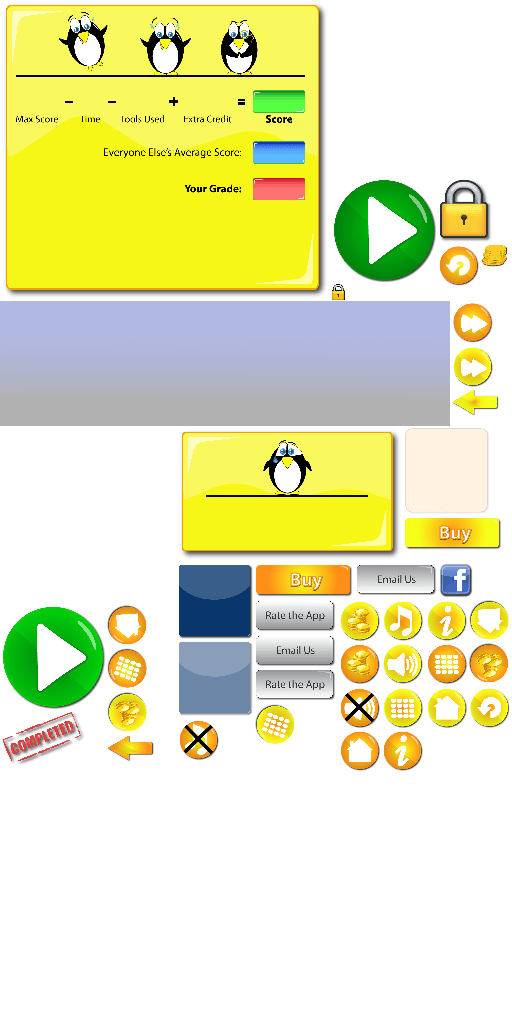 Max Score – Time – Tools Used + Extra Credit = Score
Everyone Else's Average Score:
Your Grade:
Buy
Buy
Email Us
Rate the App
Email Us
Rate the App
COMPLETED